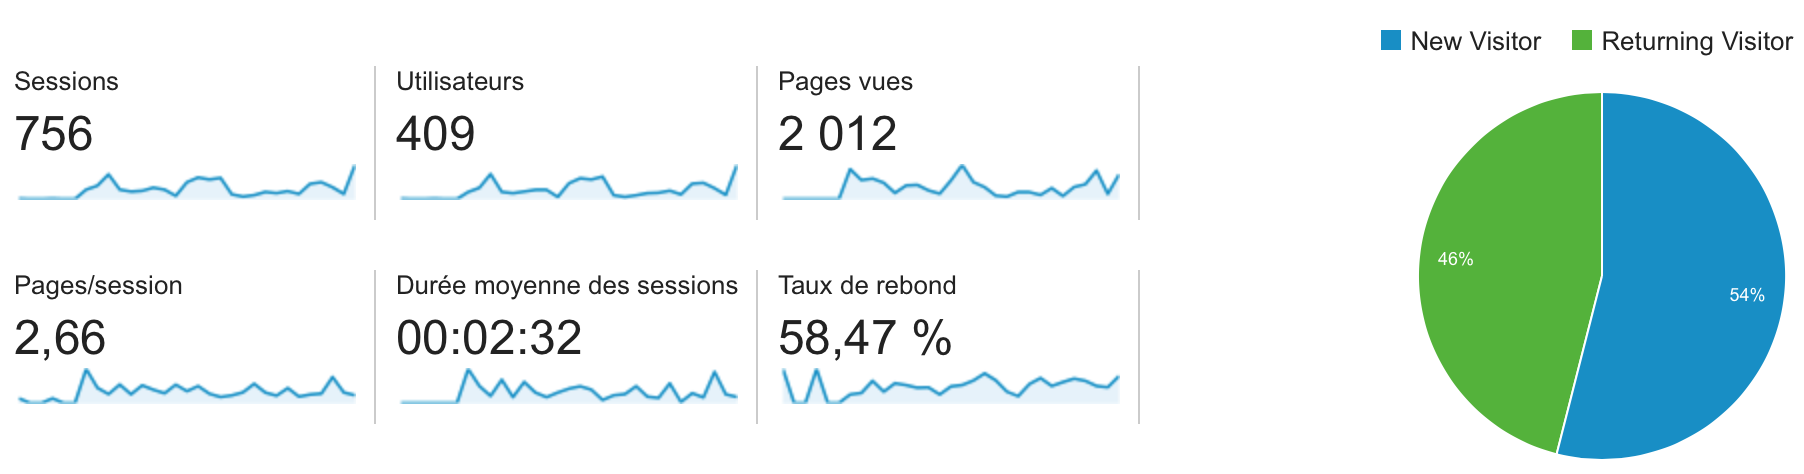 New Visitor
Returning Visitor
Sessions
756
Utilisateurs
409
Pages vues
2 012
Pages/session
2,66
Durée moyenne des sessions
00:02:32
Taux de rebond
58,47 %
46%
54%